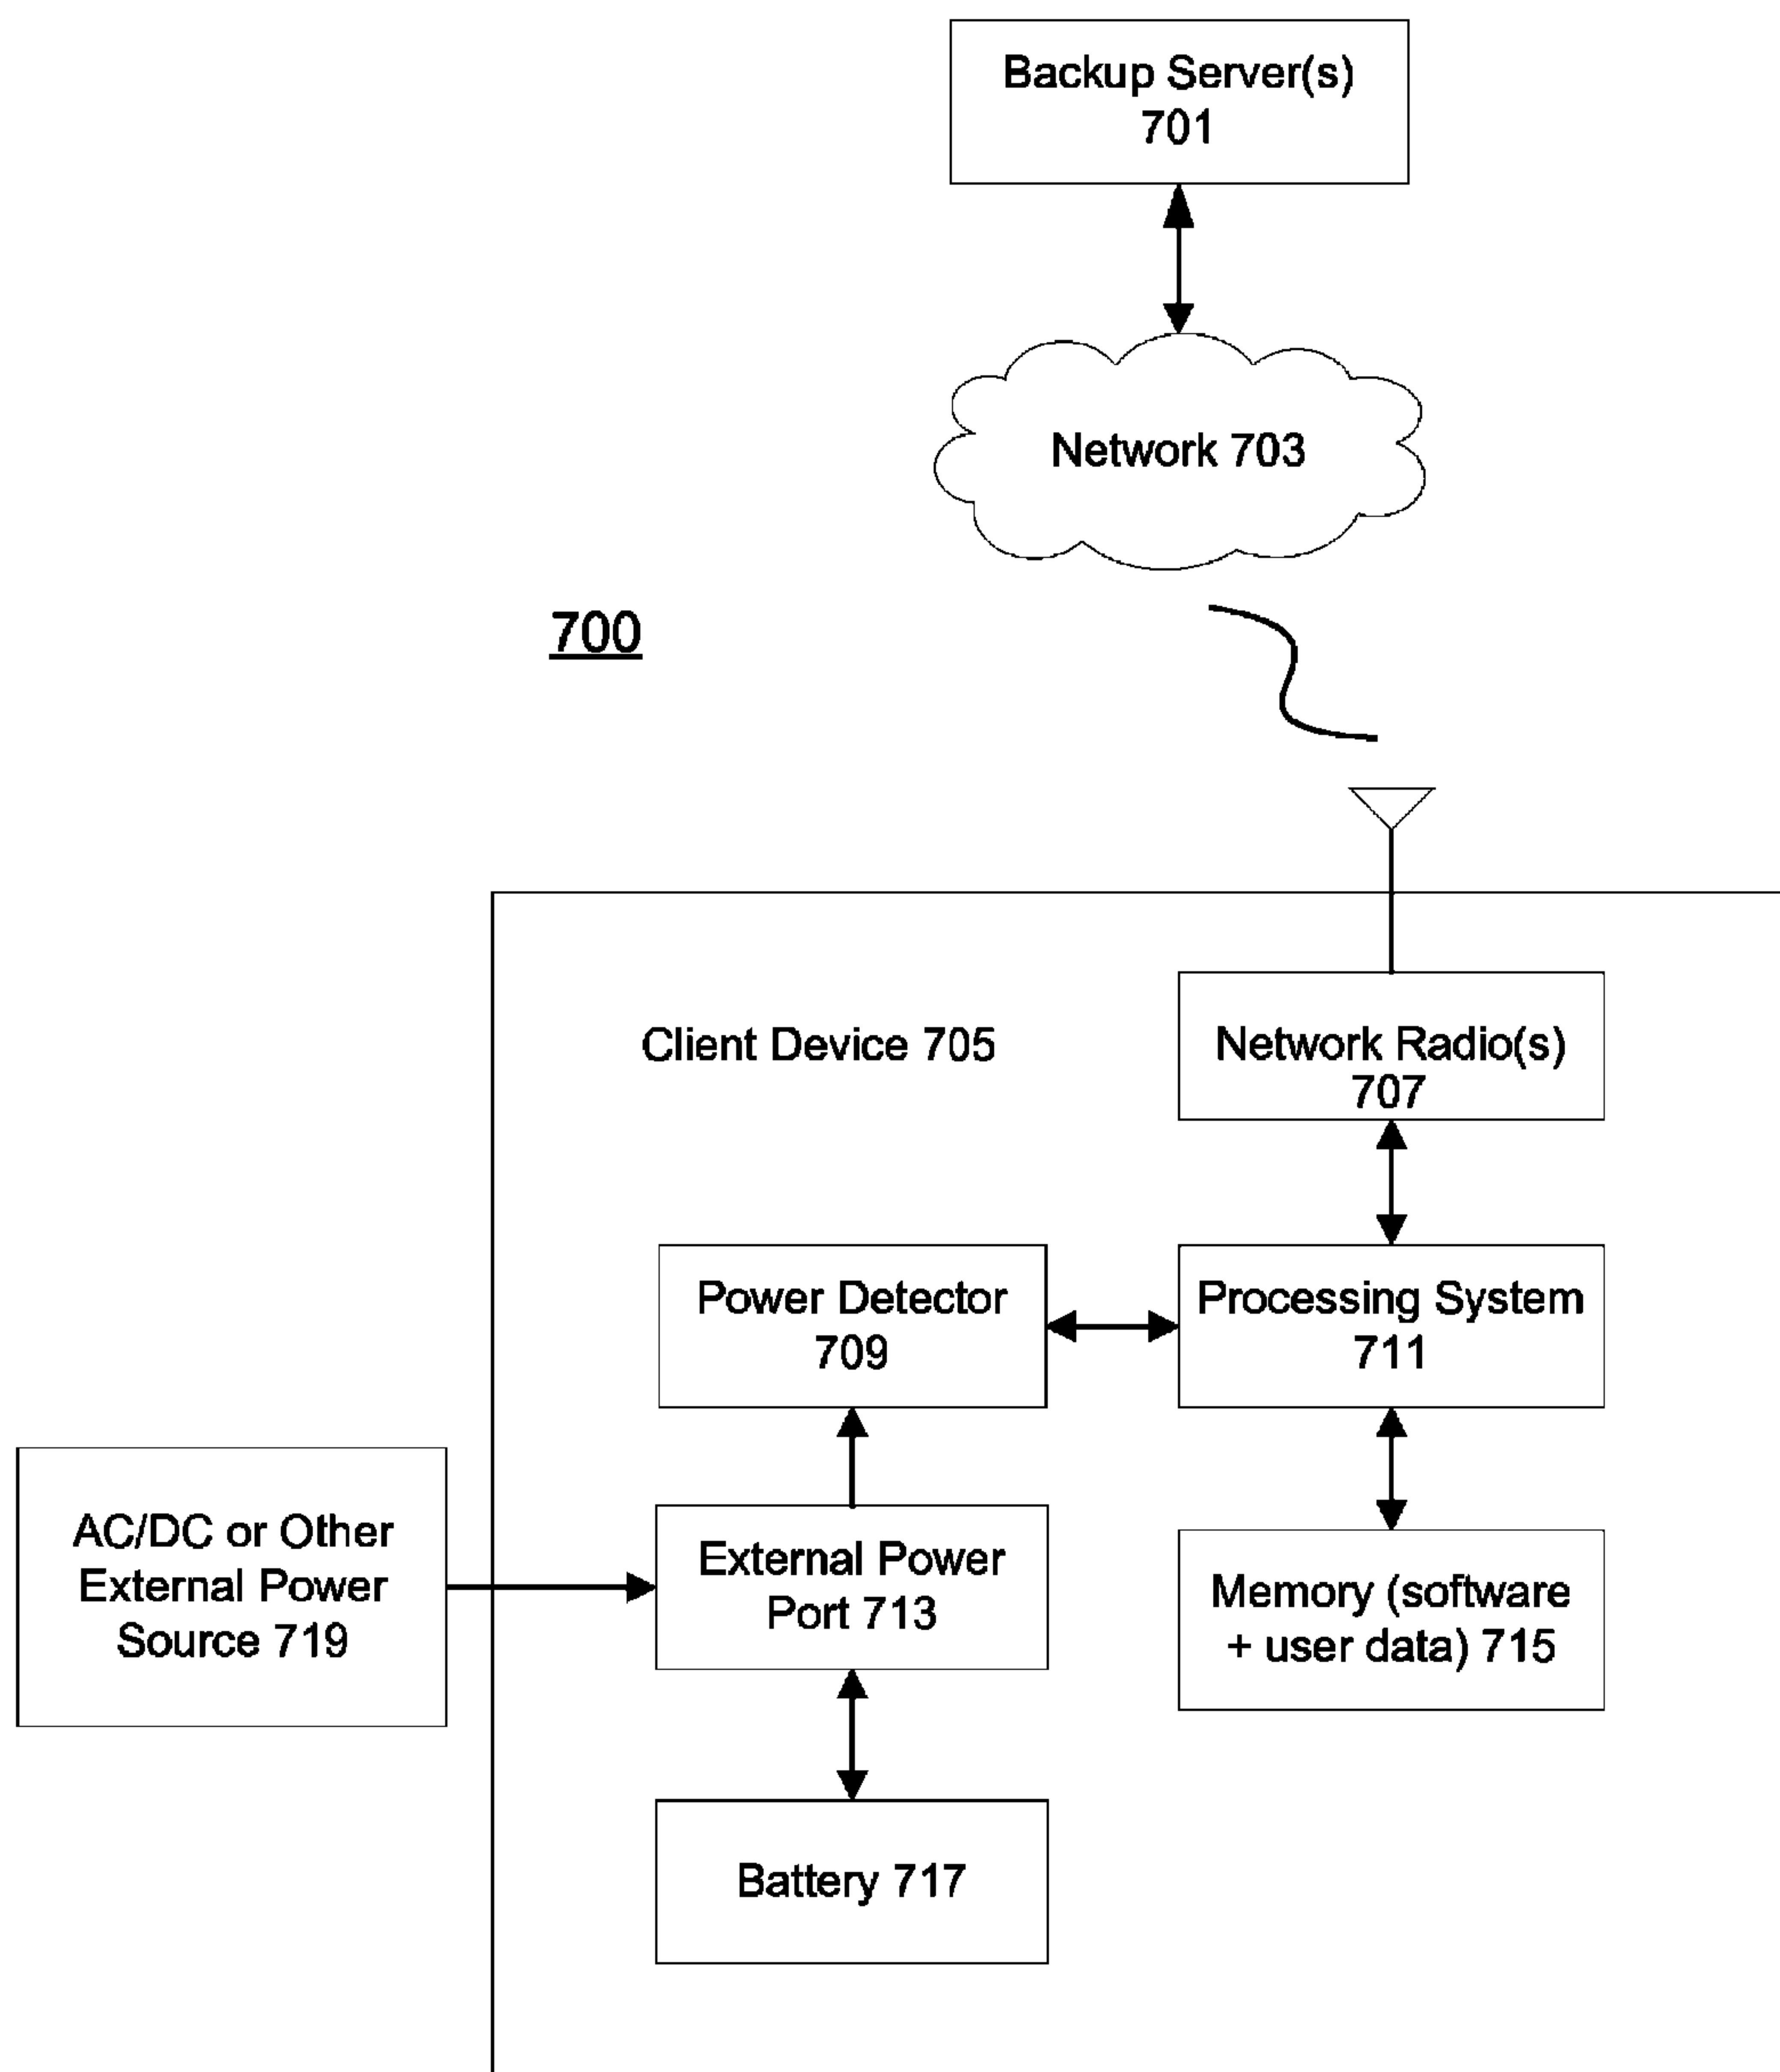 Backup Server(s)
701
Network 703
700
Client Device 705
Network Radio(s)
707
Power Detector
709
Processing System
711
AC/DC or Other
External Power
Source 719
External Power
Port 713
Memory (software
+ user data) 715
Battery 717